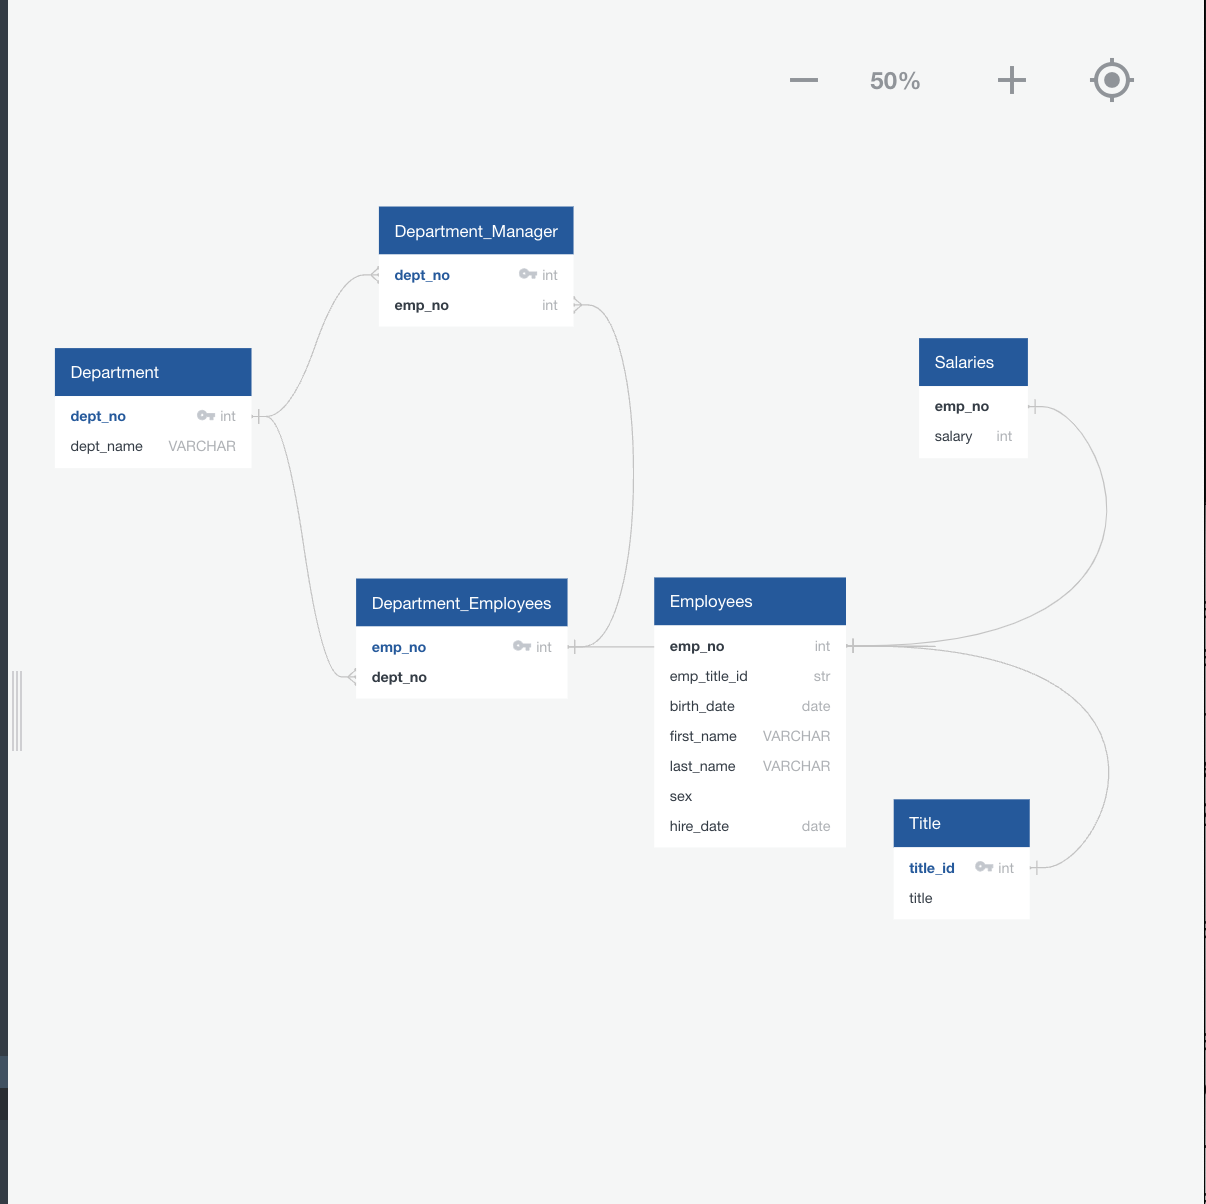 50%
Department_Manager
dept_no int
emp_no int
Department
dept_no int
dept_name VARCHAR
Salaries
emp_no
salary int
Department_Employees
emp_no int
dept_no
Employees
emp_no int
emp_title_id str
birth_date date
first_name VARCHAR
last_name VARCHAR
sex
hire_date date
Title
title_id int
title